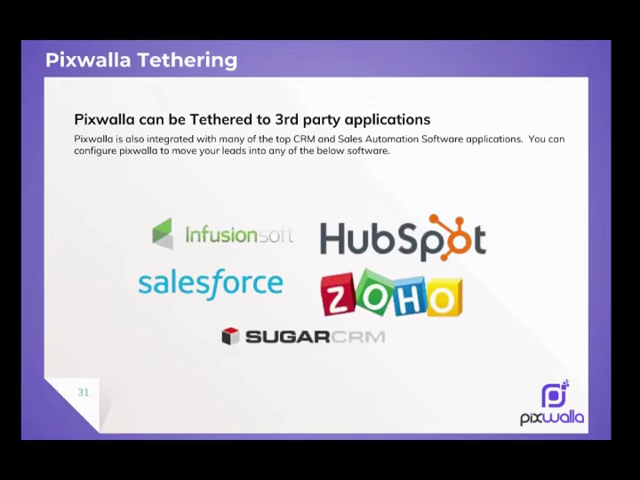 Pixwalla Tethering
Pixwalla can be Tethered to 3rd party applications
Pixwalla is also integrated with many of the top CRM and Sales Automation Software applications. You can
configure pixwalla to move your leads into any of the below software.
Infusionsoft HubSpot
salesforce ZOHO
SUGARCRM
31
pixwalla